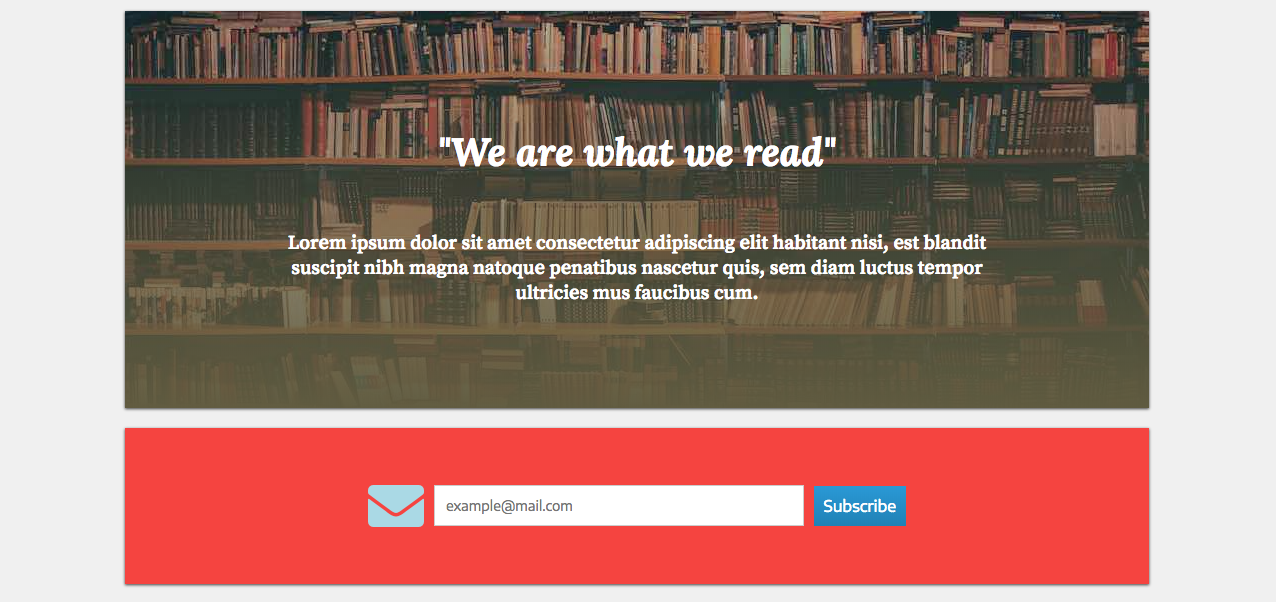 "We are what we read"
Lorem ipsum dolor sit amet consectetur adipiscing elit habitant nisi, est blandit
suscipit nibh magna natoque penatibus nascetur quis, sem diam luctus tempor
ultricies mus faucibus cum.
example@mail.com
Subscribe